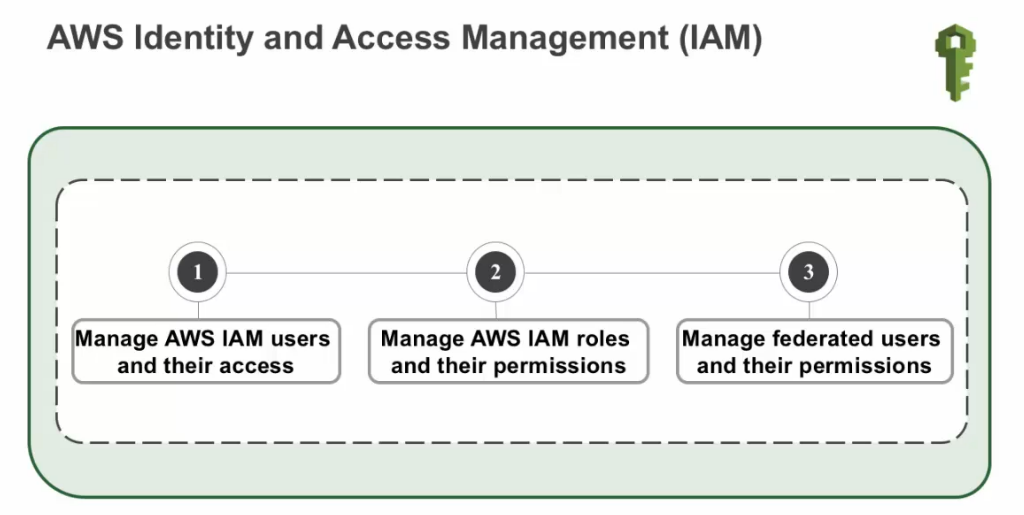 AWS Identity and Access Management (IAM)
1
2
3
Manage AWS IAM users
and their access
Manage AWS IAM roles
and their permissions
Manage federated users
and their permissions